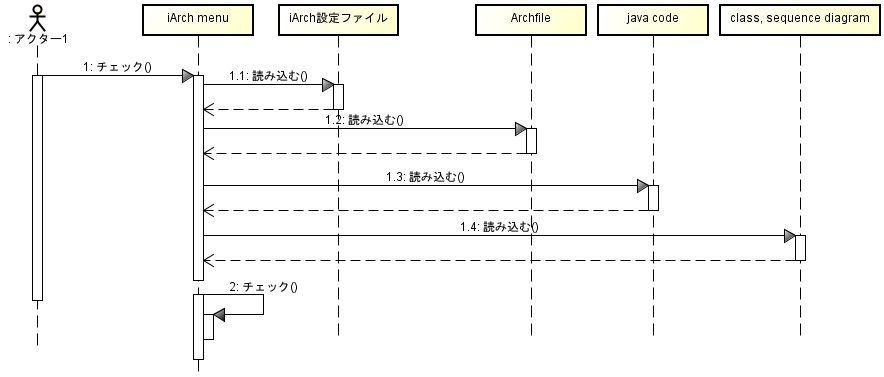 iArch menu
iArch設定ファイル
Archfile
java code
class, sequence diagram
: アクター1
1: チェック()
1.1: 読み込む()
1.2: 読み込む()
1.3: 読み込む()
1.4: 読み込む()
2: チェック()